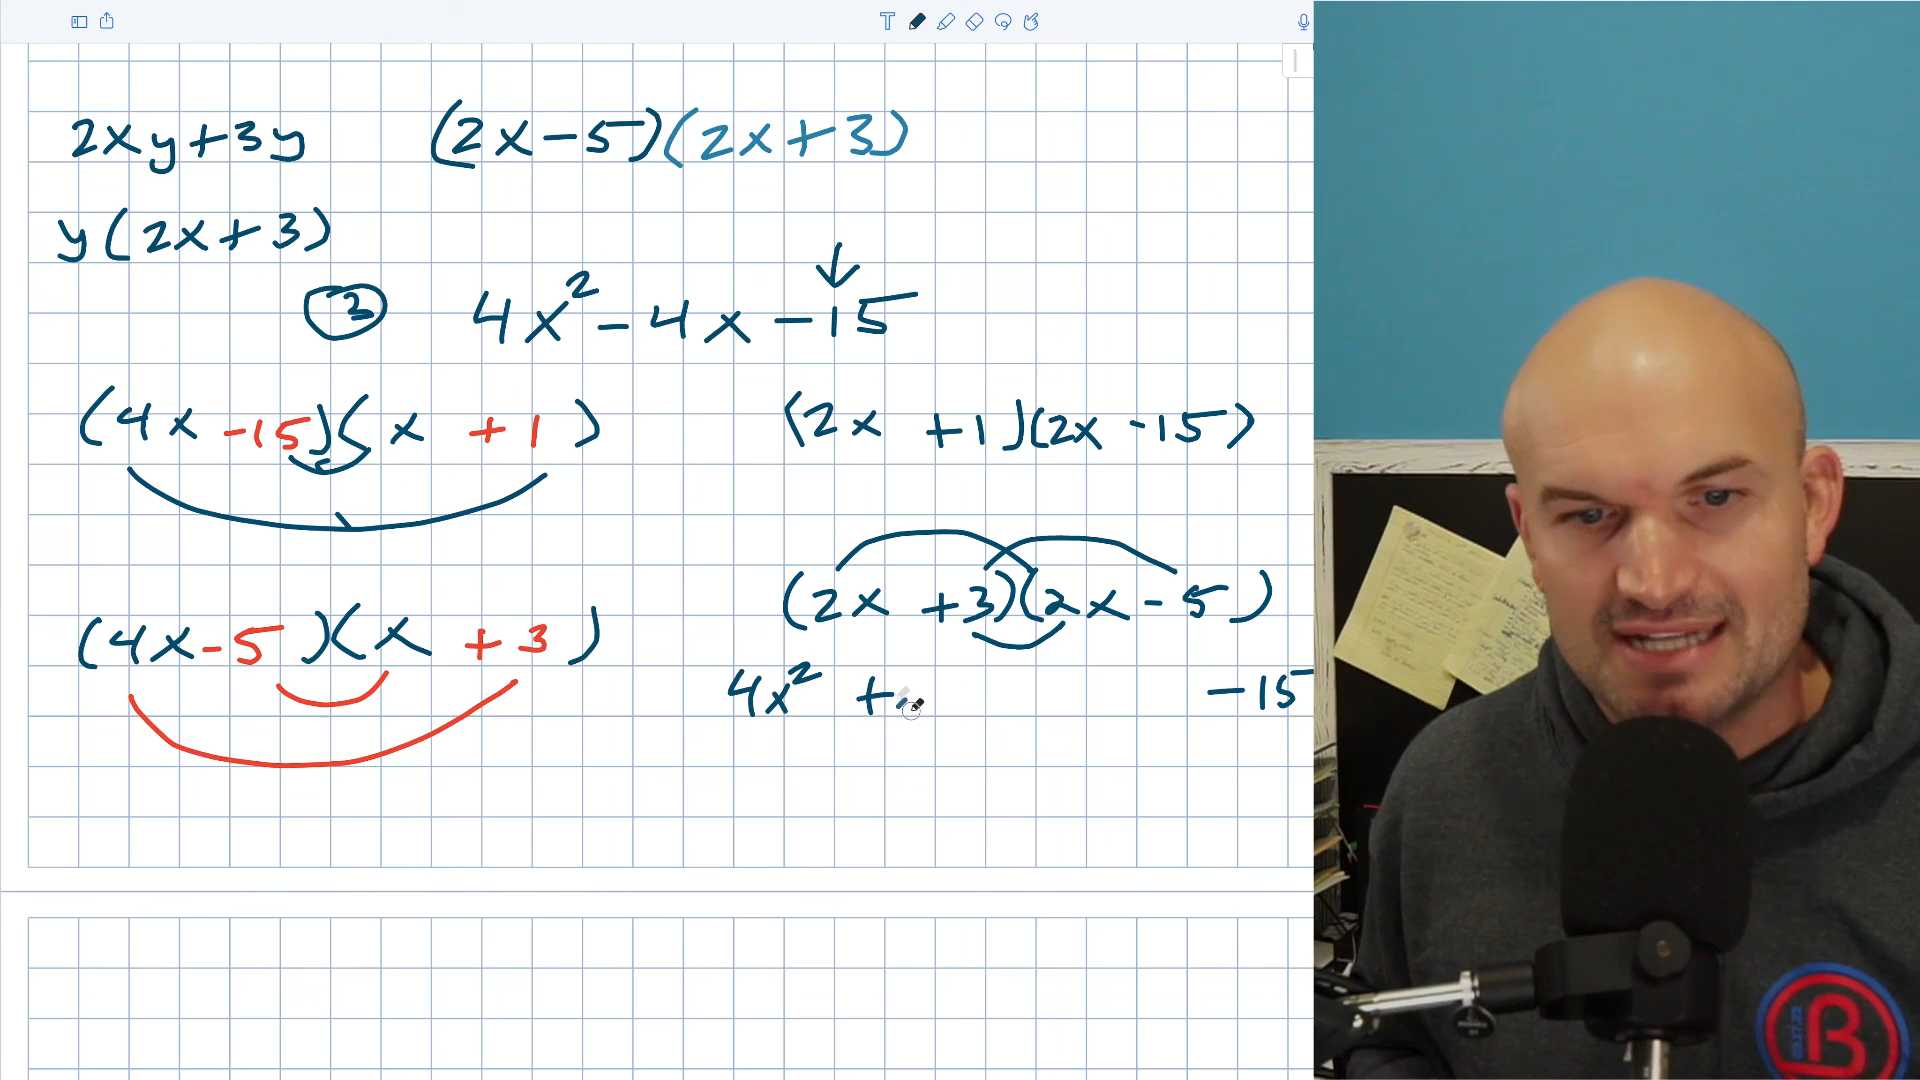 2xy+3y
(2x-5)(2x+3)
y(2x+3)
4x² - 4x - 15
(4x -15)(x +1)
(2x +1)(2x -15)
(4x-5)(x +3)
(2x +3)(2x-5)
4x² + -15
B